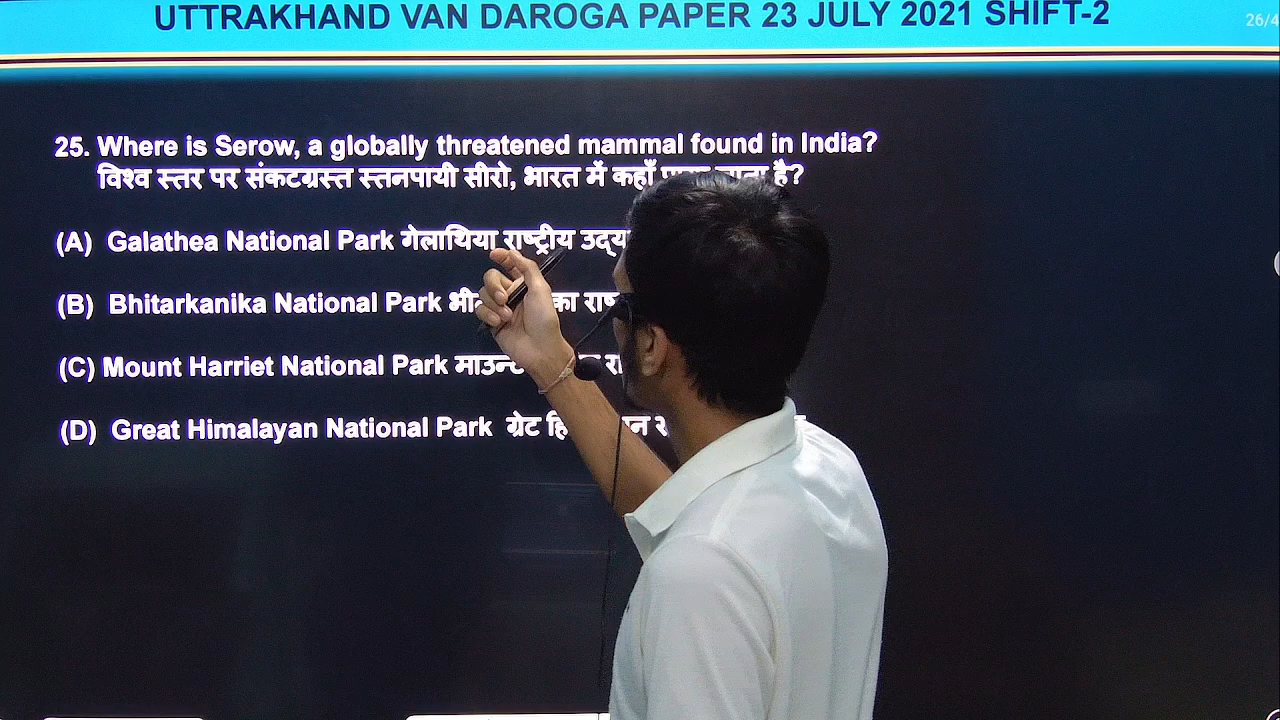 UTTRAKHAND VAN DAROGA PAPER 23 JULY 2021 SHIFT-2
26/4
25. Where is Serow, a globally threatened mammal found in India?
विश्व स्तर पर संकटग्रस्त स्तनपायी सीरो, भारत में कहाँ है?
(A) Galathea National Park गेलाथिया राष्ट्रीय
(B) Bhitarkanika National Park
(C) Mount Harriet National Park
(D) Great Himalayan National Park ग्रेट